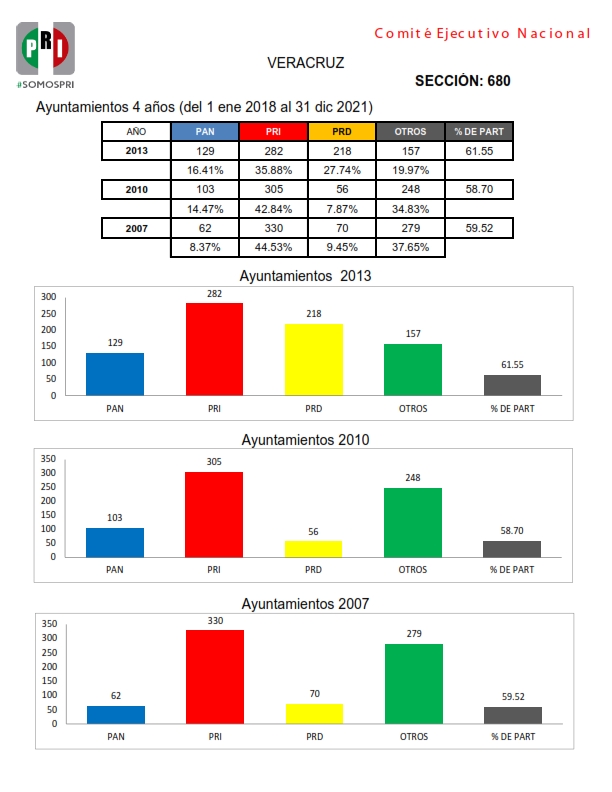 Comité Ejecutivo Nacional
PRI
#SOMOSPRI
VERACRUZ
SECCIÓN: 680
Ayuntamientos 4 años (del 1 ene 2018 al 31 dic 2021)
AÑO PAN PRI PRD OTROS % DE PART
2013 129 282 218 157 61.55
16.41% 35.88% 27.74% 19.97%
2010 103 305 56 248 58.70
14.47% 42.84% 7.87% 34.83%
2007 62 330 70 279 59.52
8.37% 44.53% 9.45% 37.65%
Ayuntamientos 2013
300
250
200
150
100
50
0
129 282 218 157 61.55
PAN PRI PRD OTROS % DE PART
Ayuntamientos 2010
350
300
250
200
150
100
50
0
103 305 56 248 58.70
PAN PRI PRD OTROS % DE PART
Ayuntamientos 2007
350
300
250
200
150
100
50
0
62 330 70 279 59.52
PAN PRI PRD OTROS % DE PART